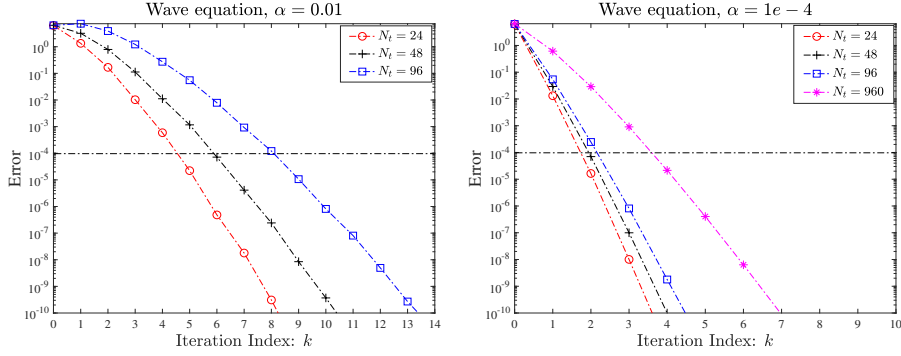 Wave equation, α = 0.01
10^0
10^-1
10^-2
10^-3
10^-4
10^-5
10^-6
10^-7
10^-8
10^-9
10^-10
Error
N_t = 24
N_t = 48
N_t = 96
0 1 2 3 4 5 6 7 8 9 10 11 12 13 14
Iteration Index: k
Wave equation, α = 1e − 4
10^0
10^-1
10^-2
10^-3
10^-4
10^-5
10^-6
10^-7
10^-8
10^-9
10^-10
Error
N_t = 24
N_t = 48
N_t = 96
N_t = 960
0 1 2 3 4 5 6 7 8 9 10
Iteration Index: k